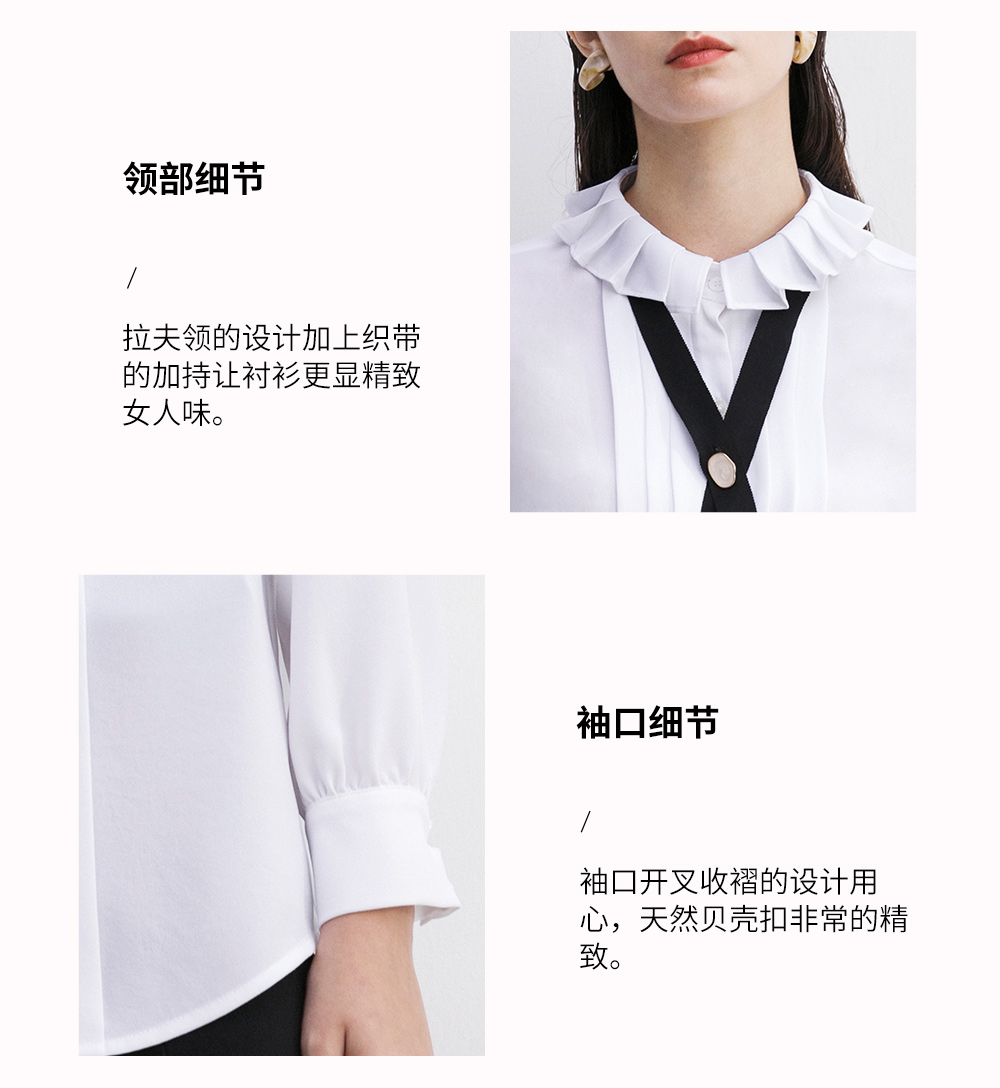 领部细节
/
拉夫领的设计加上织带
的加持让衬衫更显精致
女人味。
袖口细节
/
袖口开叉收褶的设计用
心，天然贝壳扣非常的精
致。